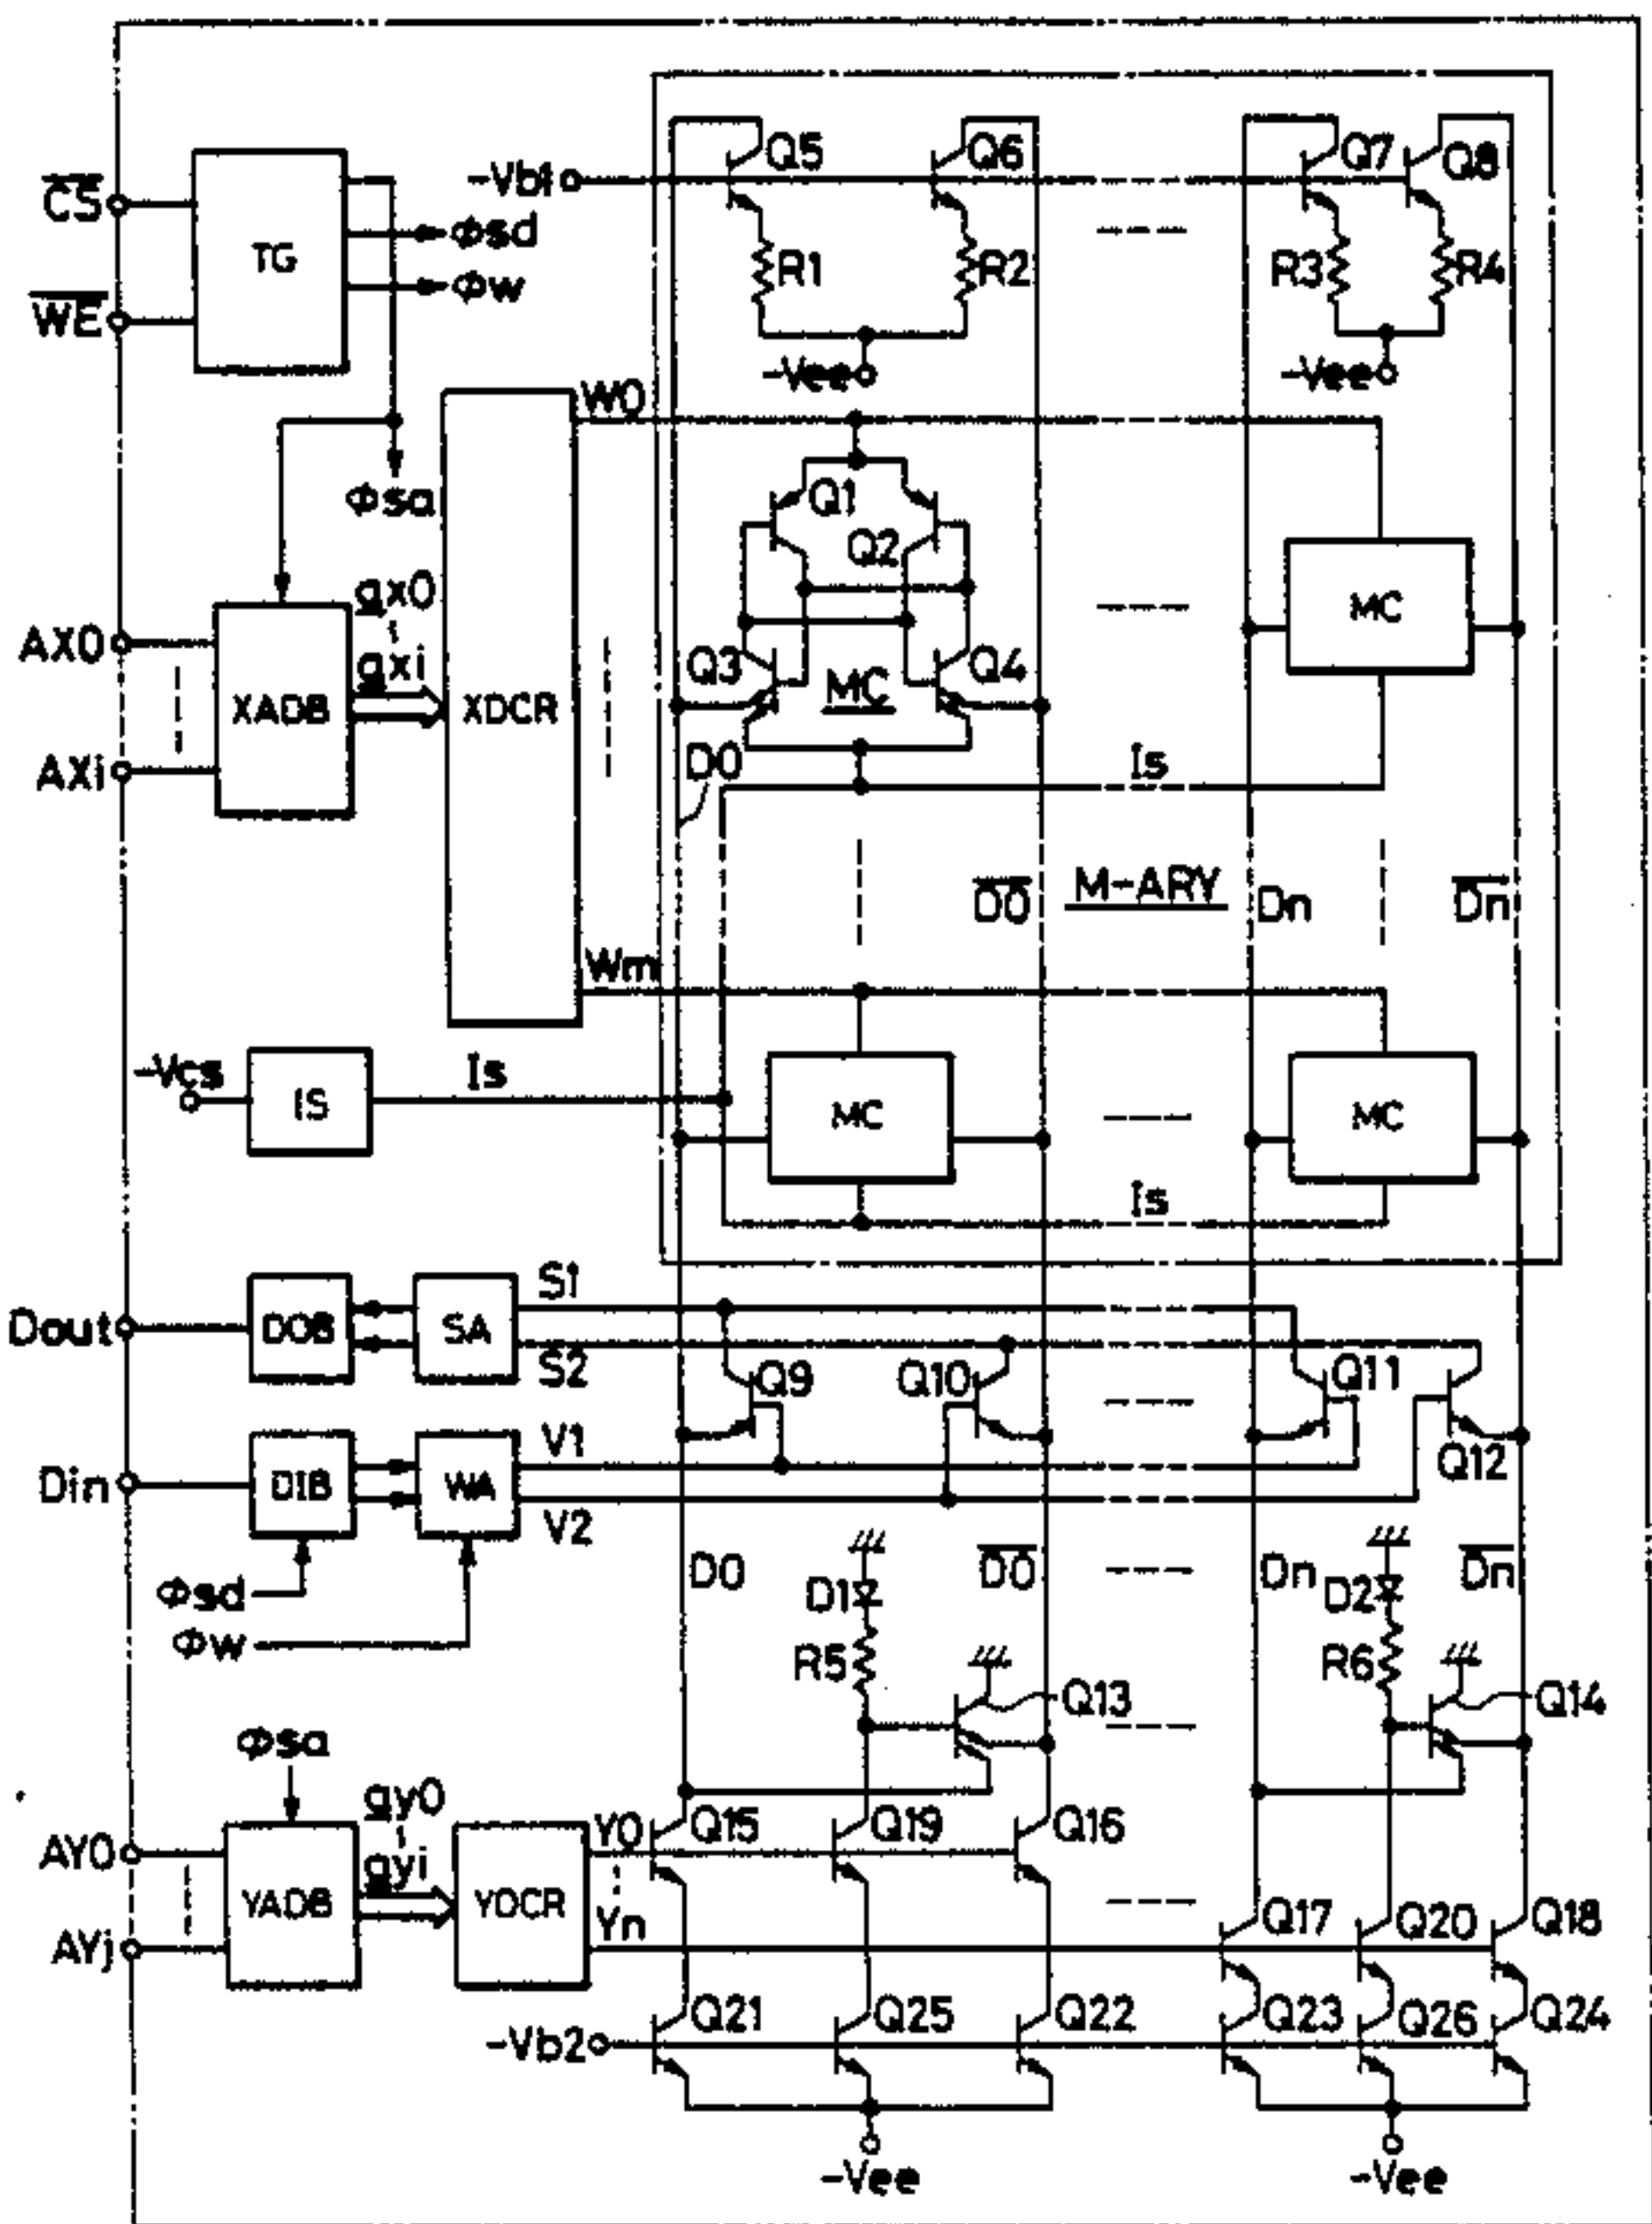 Q5 Q6 Q7 Q8
-Vb1
CS
TG
ϕsd
ϕw
WE
R1 R2 R3 R4
-Vee -Vee
W0
ϕsa
Q1
Q2
MC
AX0
ax0
axi
XADB
XDCR
Q3 MC Q4
AXi
D0 Is
D0 M-ARY Dn Dn
Wm
-Vcs IS Is
MC MC
Is
Dout DOB SA S1
S2
Q9 Q10 Q11
Q12
Din DIB WA V1
V2
ϕsd
ϕw
D0 D0 Dn Dn
D1 D2
R5 R6
Q13 Q14
ϕsa
AY0
ay0
ayi
YADB
YDCR
AYj
Y0
Yn
Q15 Q19 Q16
Q17 Q20 Q18
Q21 Q25 Q22 Q23 Q26 Q24
-Vb2
-Vee -Vee